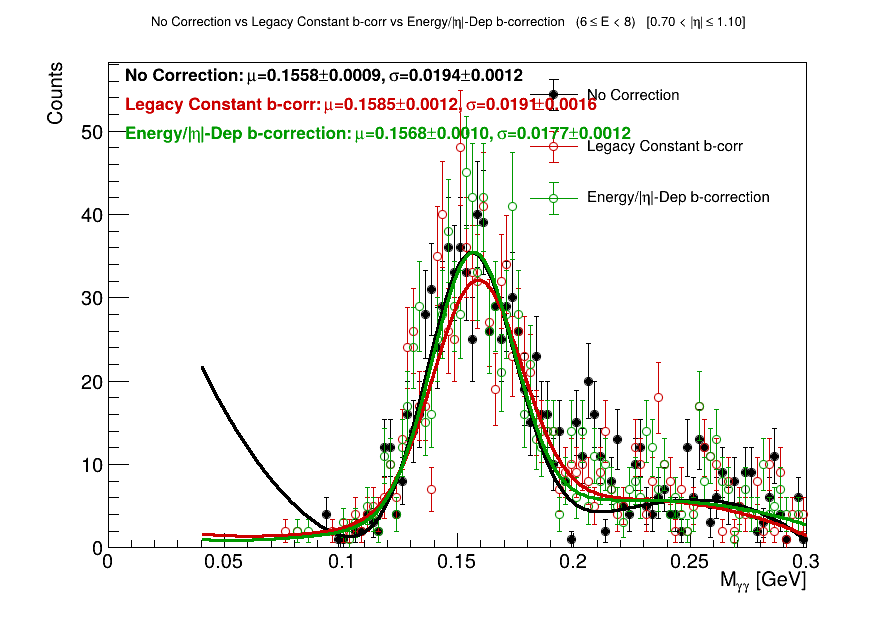 No Correction vs Legacy Constant b-corr vs Energy/|η|-Dep b-correction (6 ≤ E < 8) [0.70 < |η| ≤ 1.10]
Counts
No Correction: μ=0.1558±0.0009, σ=0.0194±0.0012
Legacy Constant b-corr: μ=0.1585±0.0012, σ=0.0191±0.0016
Energy/|η|-Dep b-correction: μ=0.1568±0.0010, σ=0.0177±0.0012
No Correction
Legacy Constant b-corr
Energy/|η|-Dep b-correction
50
40
30
20
10
0
0 0.05 0.1 0.15 0.2 0.25 0.3
Mγγ [GeV]